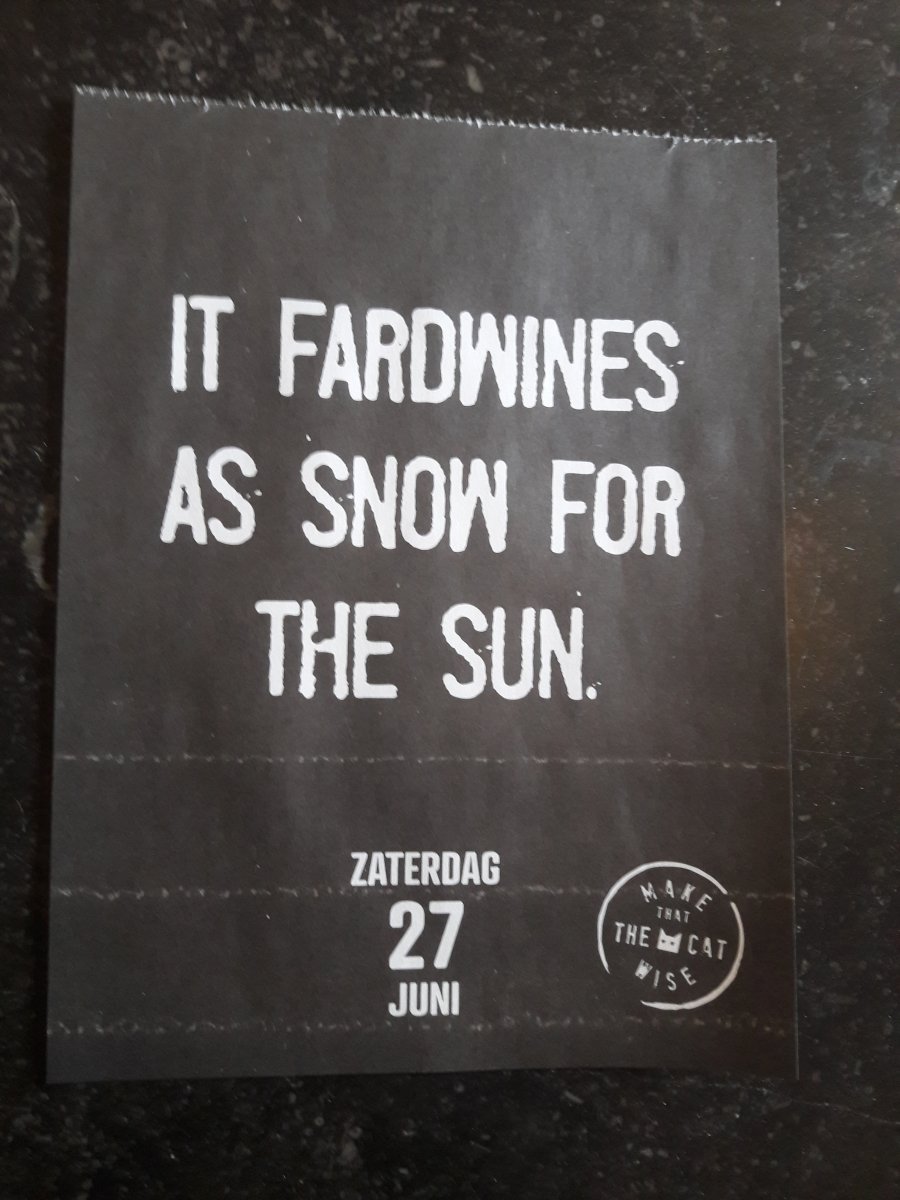 IT FARDWINES
AS SNOW FOR
THE SUN.
ZATERDAG
27
JUNI
MAKE
THAT
THE CAT
WISE